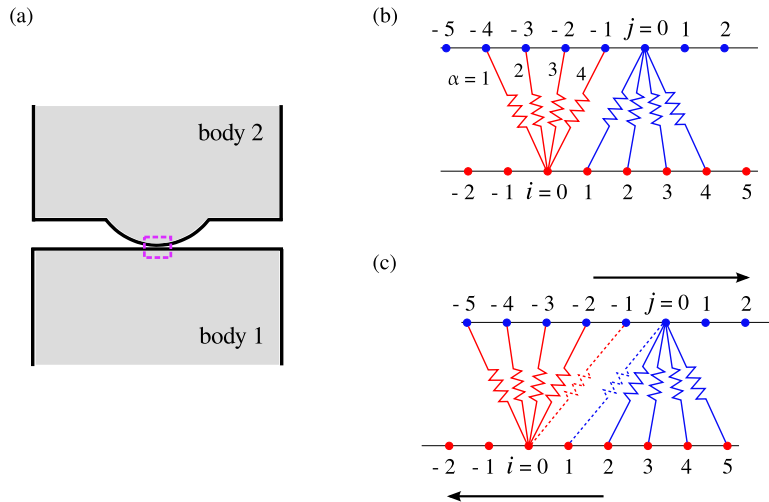 (a)
body 2
body 1
(b)
- 5 - 4 - 3 - 2 - 1 j = 0 1 2
α = 1 2 3 4
- 2 - 1 i = 0 1 2 3 4 5
(c)
- 5 - 4 - 3 - 2 - 1 j = 0 1 2
- 2 - 1 i = 0 1 2 3 4 5